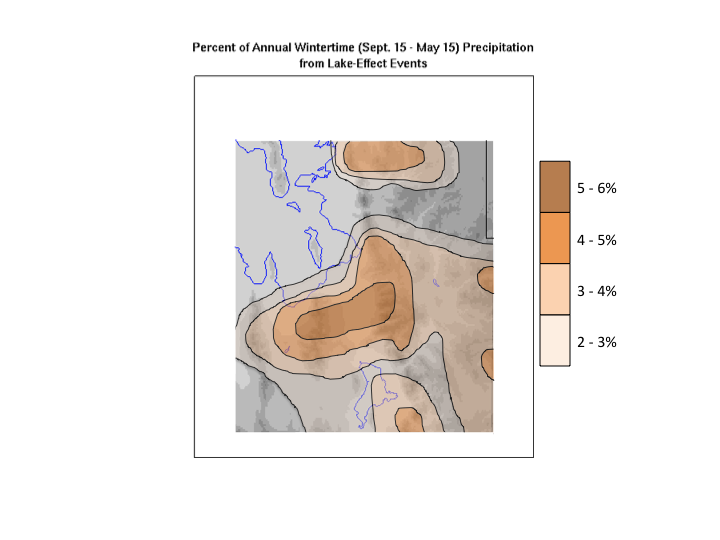 Percent of Annual Wintertime (Sept. 15 - May 15) Precipitation
from Lake-Effect Events
5 - 6%
4 - 5%
3 - 4%
2 - 3%